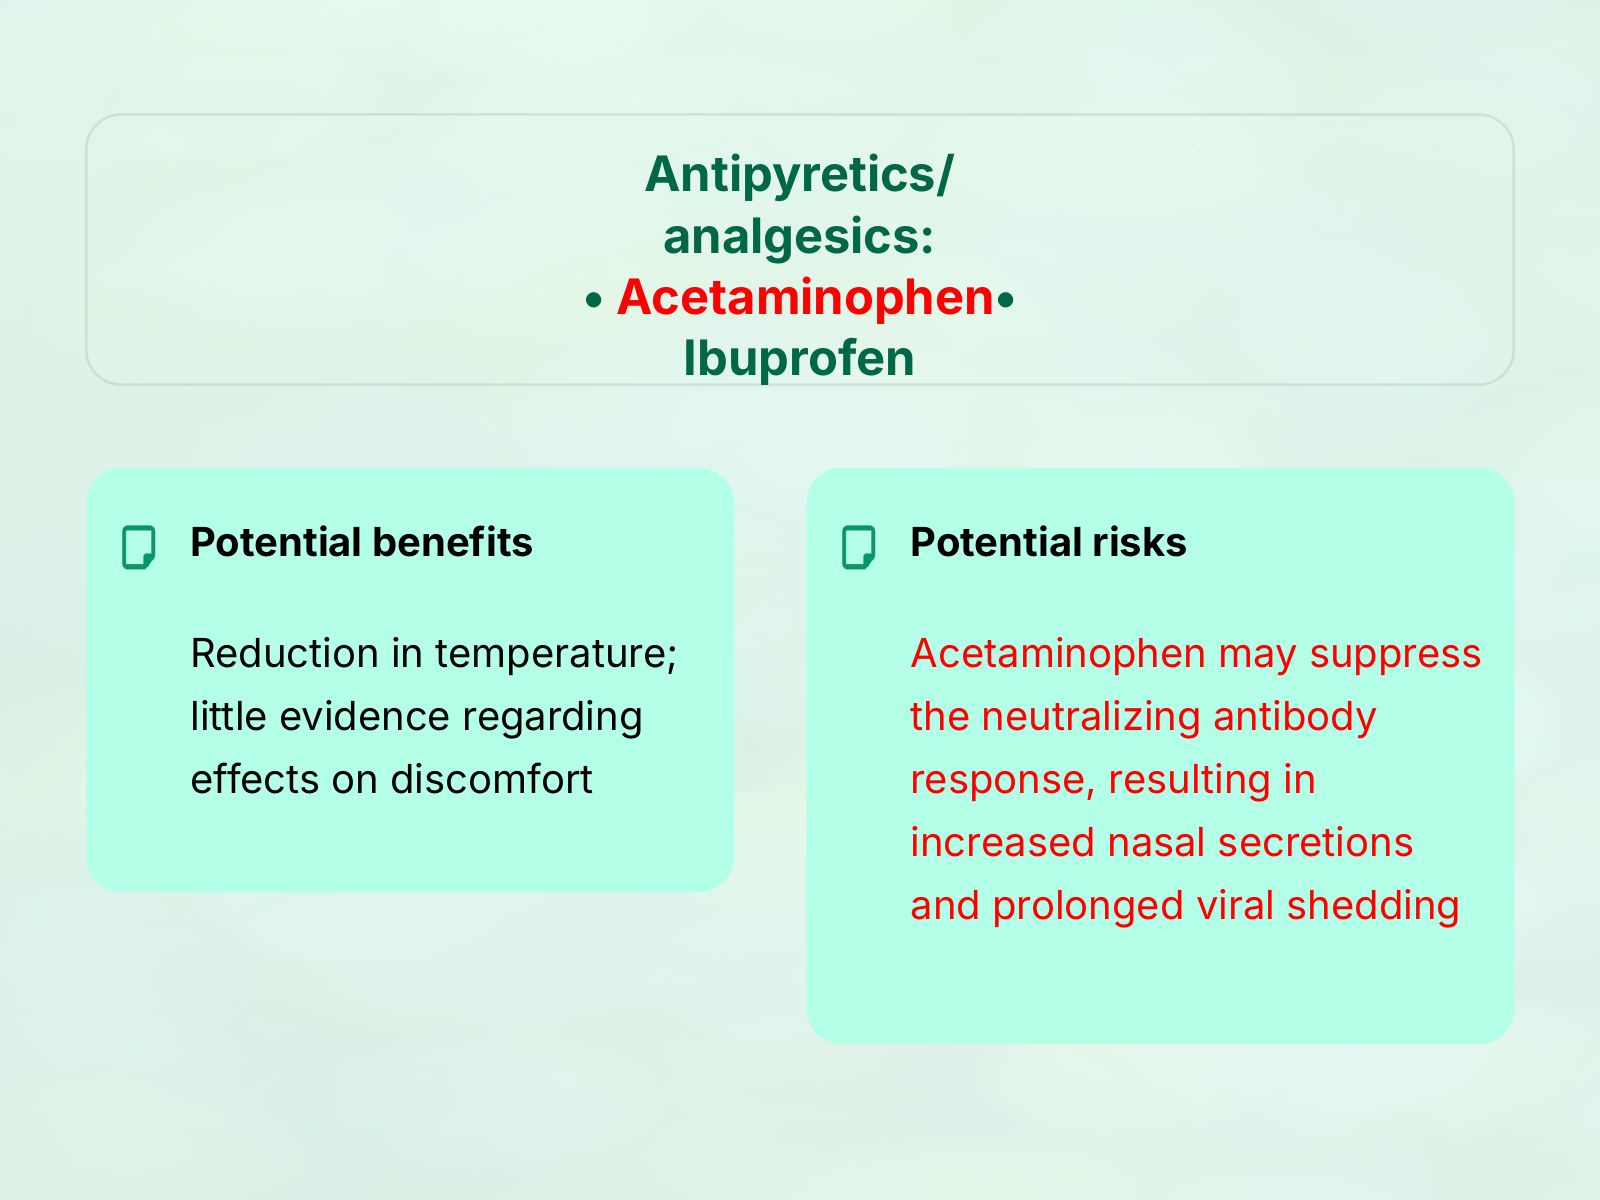 Antipyretics/
analgesics:
• Acetaminophen•
Ibuprofen
Potential benefits
Reduction in temperature;
little evidence regarding
effects on discomfort
Potential risks
Acetaminophen may suppress
the neutralizing antibody
response, resulting in
increased nasal secretions
and prolonged viral shedding